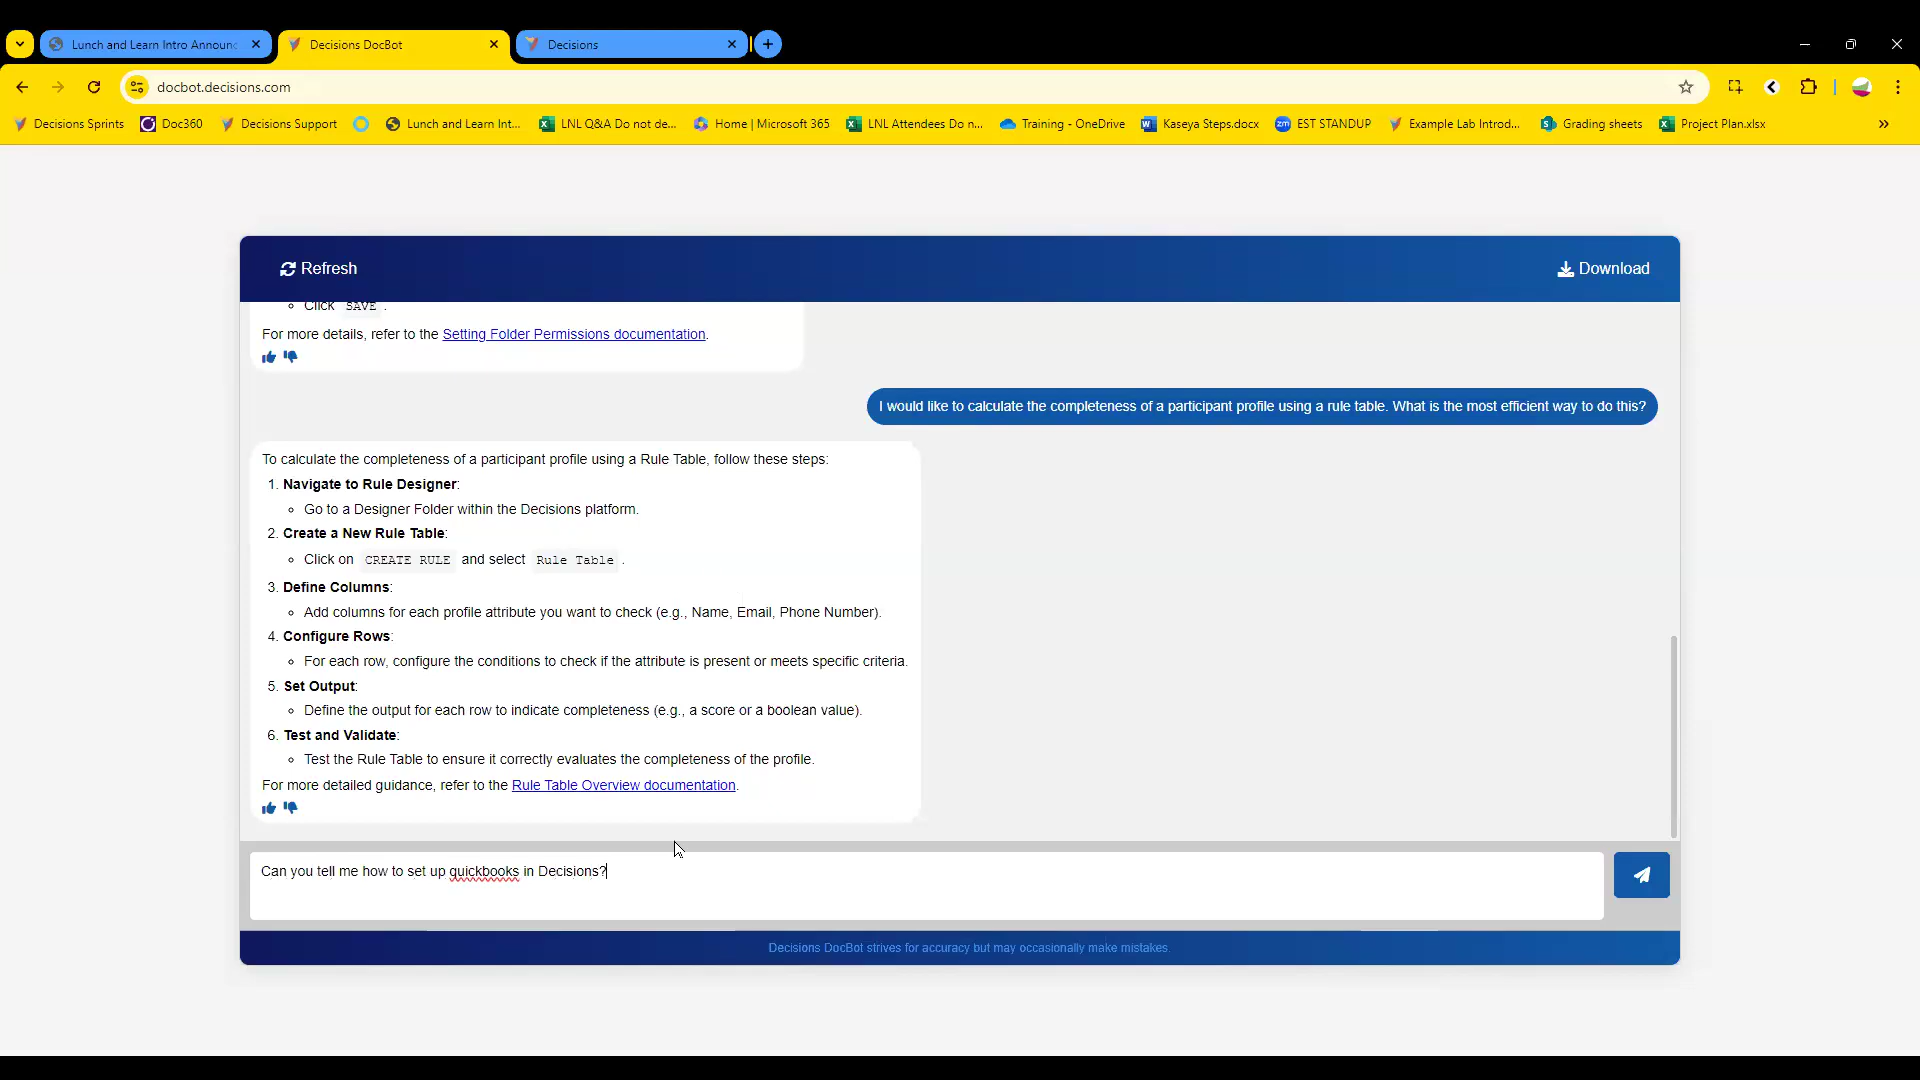 Lunch and Learn Intro Announc
Decisions DocBot
Decisions
docbot.decisions.com
Decisions Sprints
Doc360
Decisions Support
Lunch and Learn Int...
LNL Q&A Do not de...
Home | Microsoft 365
LNL Attendees Do n...
Training - OneDrive
Kaseya Steps.docx
EST STANDUP
Example Lab Introd...
Grading sheets
Project Plan.xlsx
Refresh
Download
Click SAVE .
For more details, refer to the Setting Folder Permissions documentation.
I would like to calculate the completeness of a participant profile using a rule table. What is the most efficient way to do this?
To calculate the completeness of a participant profile using a Rule Table, follow these steps:
1. Navigate to Rule Designer:
Go to a Designer Folder within the Decisions platform.
2. Create a New Rule Table:
Click on CREATE RULE and select Rule Table .
3. Define Columns:
Add columns for each profile attribute you want to check (e.g., Name, Email, Phone Number).
4. Configure Rows:
For each row, configure the conditions to check if the attribute is present or meets specific criteria.
5. Set Output:
Define the output for each row to indicate completeness (e.g., a score or a boolean value).
6. Test and Validate:
Test the Rule Table to ensure it correctly evaluates the completeness of the profile.
For more detailed guidance, refer to the Rule Table Overview documentation.
Can you tell me how to set up quickbooks in Decisions?
Decisions DocBot strives for accuracy but may occasionally make mistakes.